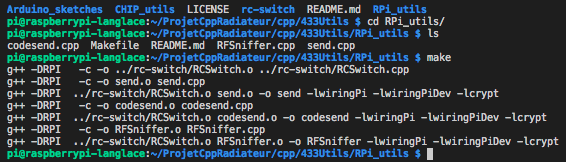 Arduino_sketches  CHIP_utils  LICENSE  rc-switch  README.md  RPi_utils
pi@raspberrypi-langlace:~/ProjetCppRadiateur/cpp/433Utils $ cd RPi_utils/
pi@raspberrypi-langlace:~/ProjetCppRadiateur/cpp/433Utils/RPi_utils $ ls
codesend.cpp  Makefile  README.md  RFSniffer.cpp  send.cpp
pi@raspberrypi-langlace:~/ProjetCppRadiateur/cpp/433Utils/RPi_utils $ make
g++ -DRPI   -c -o ../rc-switch/RCSwitch.o ../rc-switch/RCSwitch.cpp
g++ -DRPI   -c -o send.o send.cpp
g++ -DRPI  ../rc-switch/RCSwitch.o send.o -o send -lwiringPi -lwiringPiDev -lcrypt
g++ -DRPI   -c -o codesend.o codesend.cpp
g++ -DRPI  ../rc-switch/RCSwitch.o codesend.o -o codesend -lwiringPi -lwiringPiDev -lcrypt
g++ -DRPI   -c -o RFSniffer.o RFSniffer.cpp
g++ -DRPI  ../rc-switch/RCSwitch.o RFSniffer.o -o RFSniffer -lwiringPi -lwiringPiDev -lcrypt
pi@raspberrypi-langlace:~/ProjetCppRadiateur/cpp/433Utils/RPi_utils $